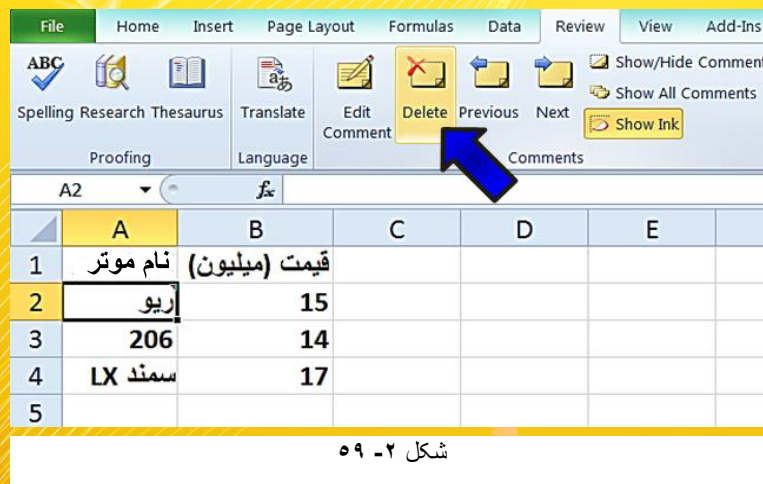 File Home Insert Page Layout Formulas Data Review View Add-Ins
ABC
Spelling Research Thesaurus Translate Edit Comment Delete Previous Next
Show/Hide Comment
Show All Comments
Show Ink
Proofing Language Comments
A2 fx
A B C D E
1 نام موتر قیمت (میلیون)
2 ریو 15
3 206 14
4 سمند LX 17
5
شکل ۲- ۵۹